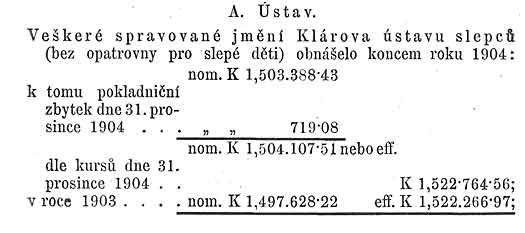 A. Ústav.
Veškeré spravované jmění Klárova ústavu slepců
(bez opatrovny pro slepé děti) obnášelo koncem roku 1904:
nom. K 1,503.388·43
k tomu pokladniční
zbytek dne 31. pro-
since 1904 . . . „ „ 719·08
nom. K 1,504.107·51 nebo eff.
dle kursů dne 31.
prosince 1904 . . K 1,522·764·56;
v roce 1903 . . . . nom. K 1,497.628·22 eff. K 1,522.266·97;